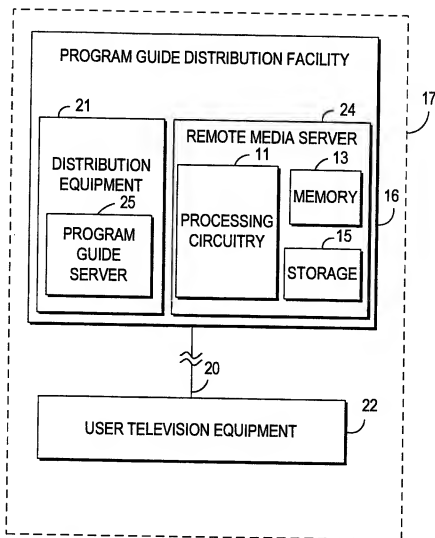 PROGRAM GUIDE DISTRIBUTION FACILITY
17
21
24
DISTRIBUTION
EQUIPMENT
25
PROGRAM
GUIDE
SERVER
REMOTE MEDIA SERVER
11
13
PROCESSING
CIRCUITRY
MEMORY
16
15
STORAGE
20
USER TELEVISION EQUIPMENT
22